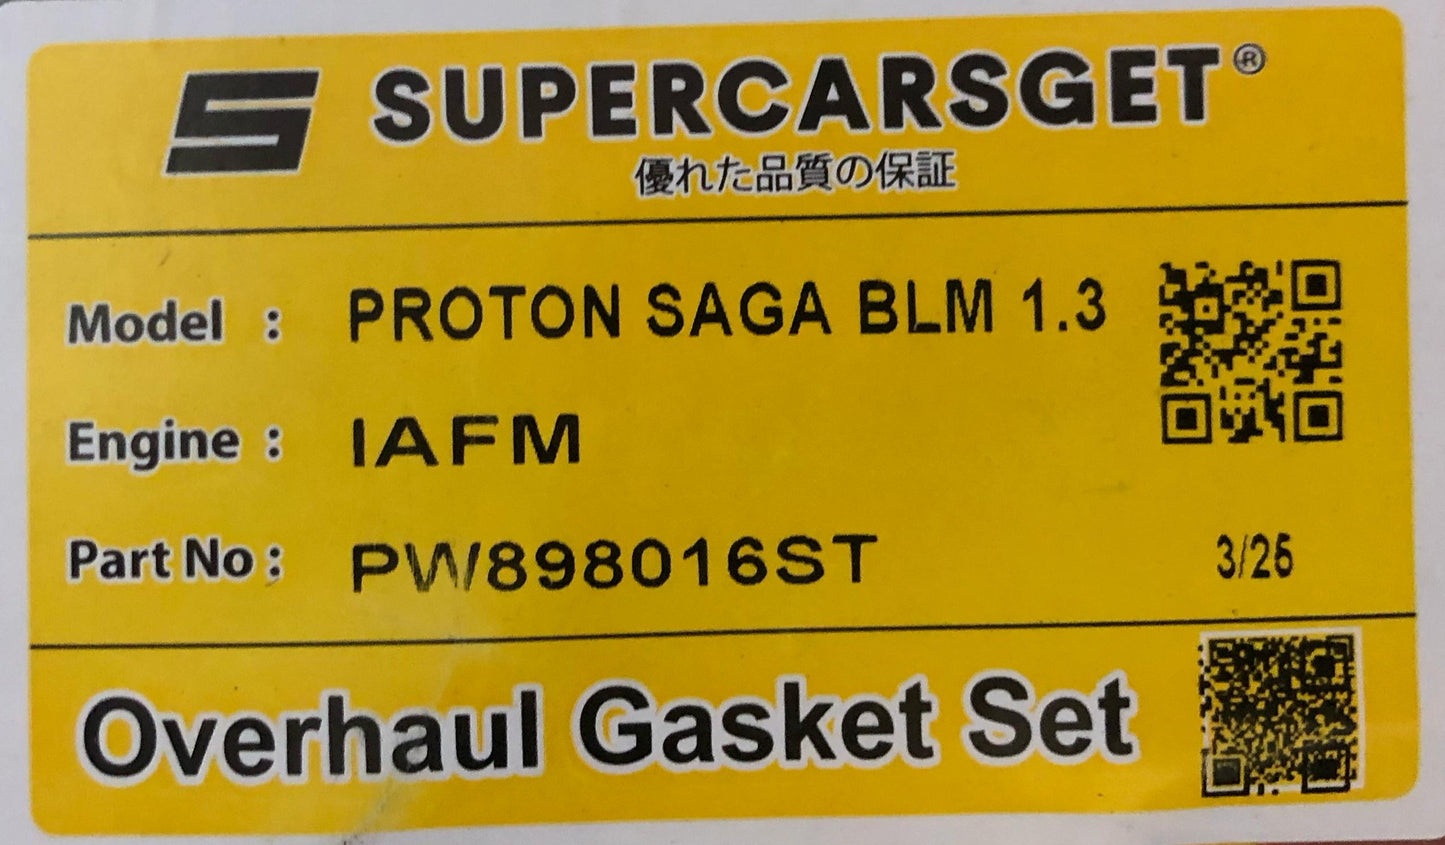 SUPERCARSGET®
優れた品質の保証
Model : PROTON SAGA BLM 1.3
Engine : IAFM
Part No : PW898016ST 3/25
Overhaul Gasket Set